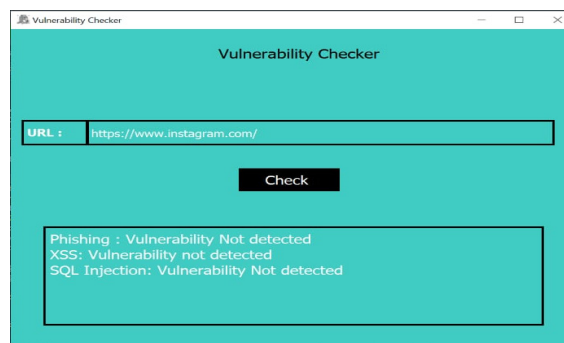 Vulnerability Checker
Vulnerability Checker
URL :
https://www.instagram.com/
Check
Phishing : Vulnerability Not detected
XSS: Vulnerability not detected
SQL Injection: Vulnerability Not detected